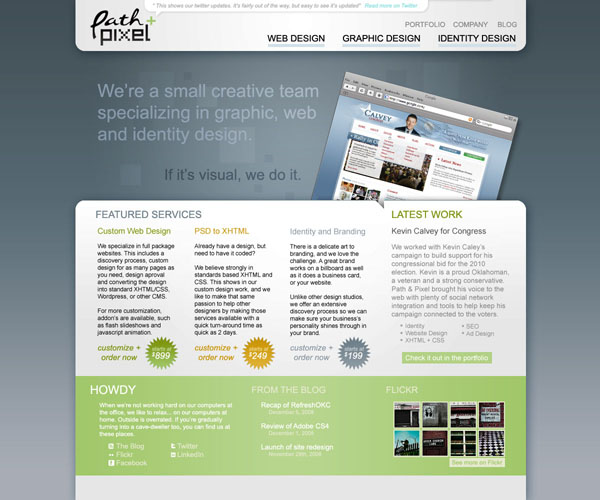 "This shows our twitter updates. It's fairly out of the way, but easy to see it's updated" Read more on Twitter
Path +
pixel
PORTFOLIO COMPANY BLOG
WEB DESIGN GRAPHIC DESIGN IDENTITY DESIGN
We're a small creative team
specializing in graphic, web
and identity design.
If it's visual, we do it.
CALVEY
Latest News
FEATURED SERVICES
Custom Web Design
We specialize in full package
websites. This includes a
discovery process, custom
design for as many pages as
you need, design aproval
and converting the design
into standard XHTML/CSS,
Wordpress, or other CMS.
For more customization,
addon's are available, such
as flash slideshows and
javascript animation.
customize +
order now
starts at
$899
PSD to XHTML
Already have a design, but
need to have it coded?
We believe strongly in
standards based XHTML and
CSS. This shows in our
custom design work, and we
like to make that same
passion to help other
designers by making those
services available with a
quick turn-around time as
quick as 2 days.
customize +
order now
starts at
$249
Identity and Branding
There is a delicate art to
branding, and we love the
challenge. A great brand
works on a billboard as well
as it does a business card,
or your website.
Unlike other design studios,
we offer an extensive
discovery process so we can
make sure your business's
personality shines through in
your brand.
customize +
order now
starts at
$199
LATEST WORK
Kevin Calvey for Congress
We worked with Kevin Caley's
campaign to build support for his
congressional bid for the 2010
election. Kevin is a proud Oklahoman,
a veteran and a strong conservative.
Path & Pixel brought his voice to the
web with plenty of social network
integration and tools to help keep his
campaign connected to the voters.
• Identity
• Website Design
• XHTML + CSS
• SEO
• Ad Design
Check it out in the portfolio
HOWDY
When we're not working hard on our computers at
the office, we like to relax... on our computers at
home. Outside is overrated. If you're gradually
turning into a cave-dweller too, you can find us at
these places.
The Blog
Flickr
Facebook
Twitter
LinkedIn
FROM THE BLOG
Recap of RefreshOKC
December 5, 2008
Review of Adobe CS4
December 1, 2008
Launch of site redesign
November 29th, 2008
FLICKR
See more on Flickr